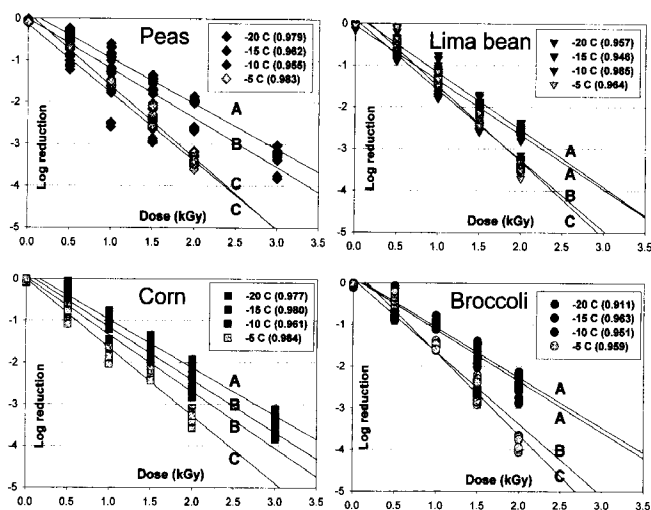 Peas
-20 C (0.979)
-15 C (0.962)
-10 C (0.955)
-5 C (0.983)
Log reduction
0
-1
-2
-3
-4
-5
A
B
C
C
Dose (kGy)
0.0 0.5 1.0 1.5 2.0 2.5 3.0 3.5
Lima bean
-20 C (0.957)
-15 C (0.946)
-10 C (0.965)
-5 C (0.964)
Log reduction
0
-1
-2
-3
-4
-5
A
A
B
C
Dose (kGy)
0.0 0.5 1.0 1.5 2.0 2.5 3.0 3.5
Corn
-20 C (0.977)
-15 C (0.980)
-10 C (0.961)
-5 C (0.984)
Log reduction
0
-1
-2
-3
-4
-5
A
B
B
C
Dose (kGy)
0.0 0.5 1.0 1.5 2.0 2.5 3.0 3.5
Broccoli
-20 C (0.911)
-15 C (0.963)
-10 C (0.951)
-5 C (0.959)
Log reduction
0
-1
-2
-3
-4
-5
A
A
B
C
Dose (kGy)
0.0 0.5 1.0 1.5 2.0 2.5 3.0 3.5